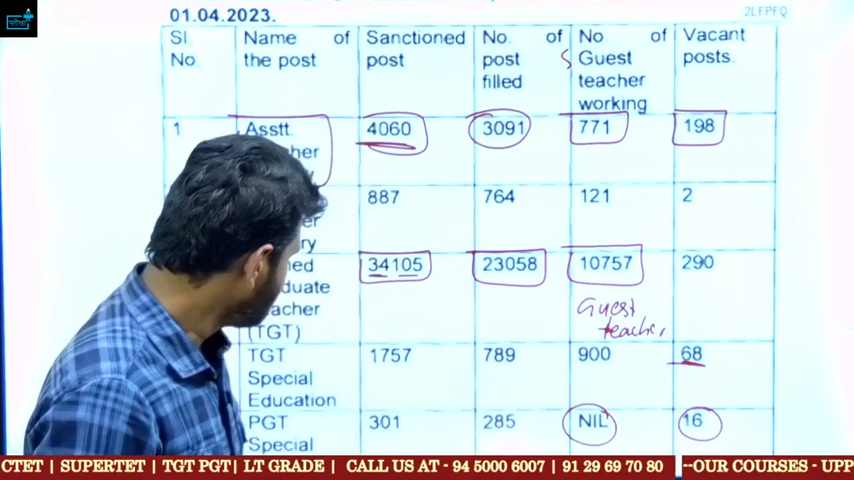 परीक्षा
01.04.2023.
2LFPFQ
Sl. No
Name of the post
Sanctioned post
No. of post filled
No of Guest teacher working
Vacant posts.
1
Asstt.
4060
3091
771
198
887
764
121
2
34105
23058
10757
290
Guest
teacher
(TGT)
TGT Special Education
1757
789
900
68
PGT Special
301
285
NIL
16
CTET | SUPERTET | TGT PGT| LT GRADE | CALL US AT - 94 5000 6007 | 91 29 69 70 80 --OUR COURSES - UPP